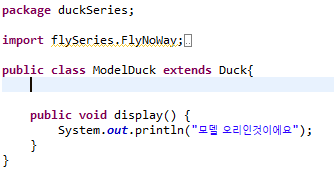 package duckSeries;
import flySeries.FlyNoWay;
public class ModelDuck extends Duck{
public void display() {
System.out.println("모델 오리인것이에요");
}
}